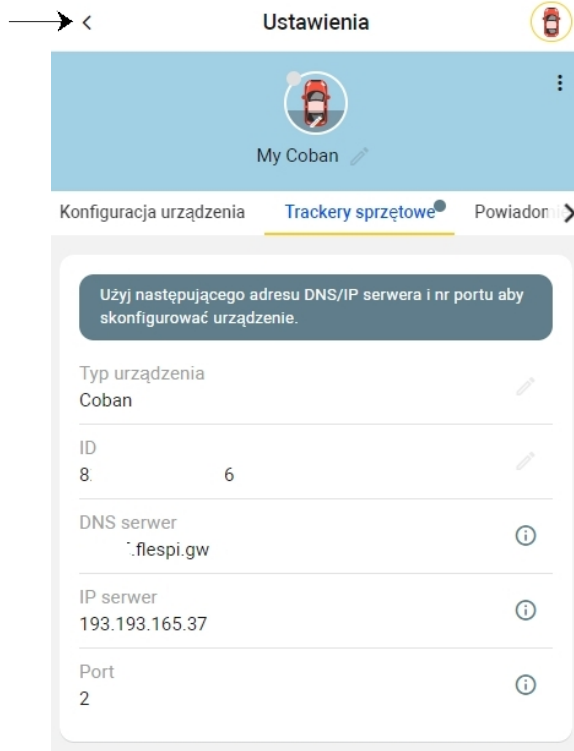 Ustawienia
My Coban
Konfiguracja urządzenia Trackery sprzętowe
Użyj następującego adresu DNS/IP serwera i nr portu aby
skonfigurować urządzenie.
Typ urządzenia
Coban
ID
8. 6
DNS serwer
.flespi.gw
IP serwer
193.193.165.37
Port
2